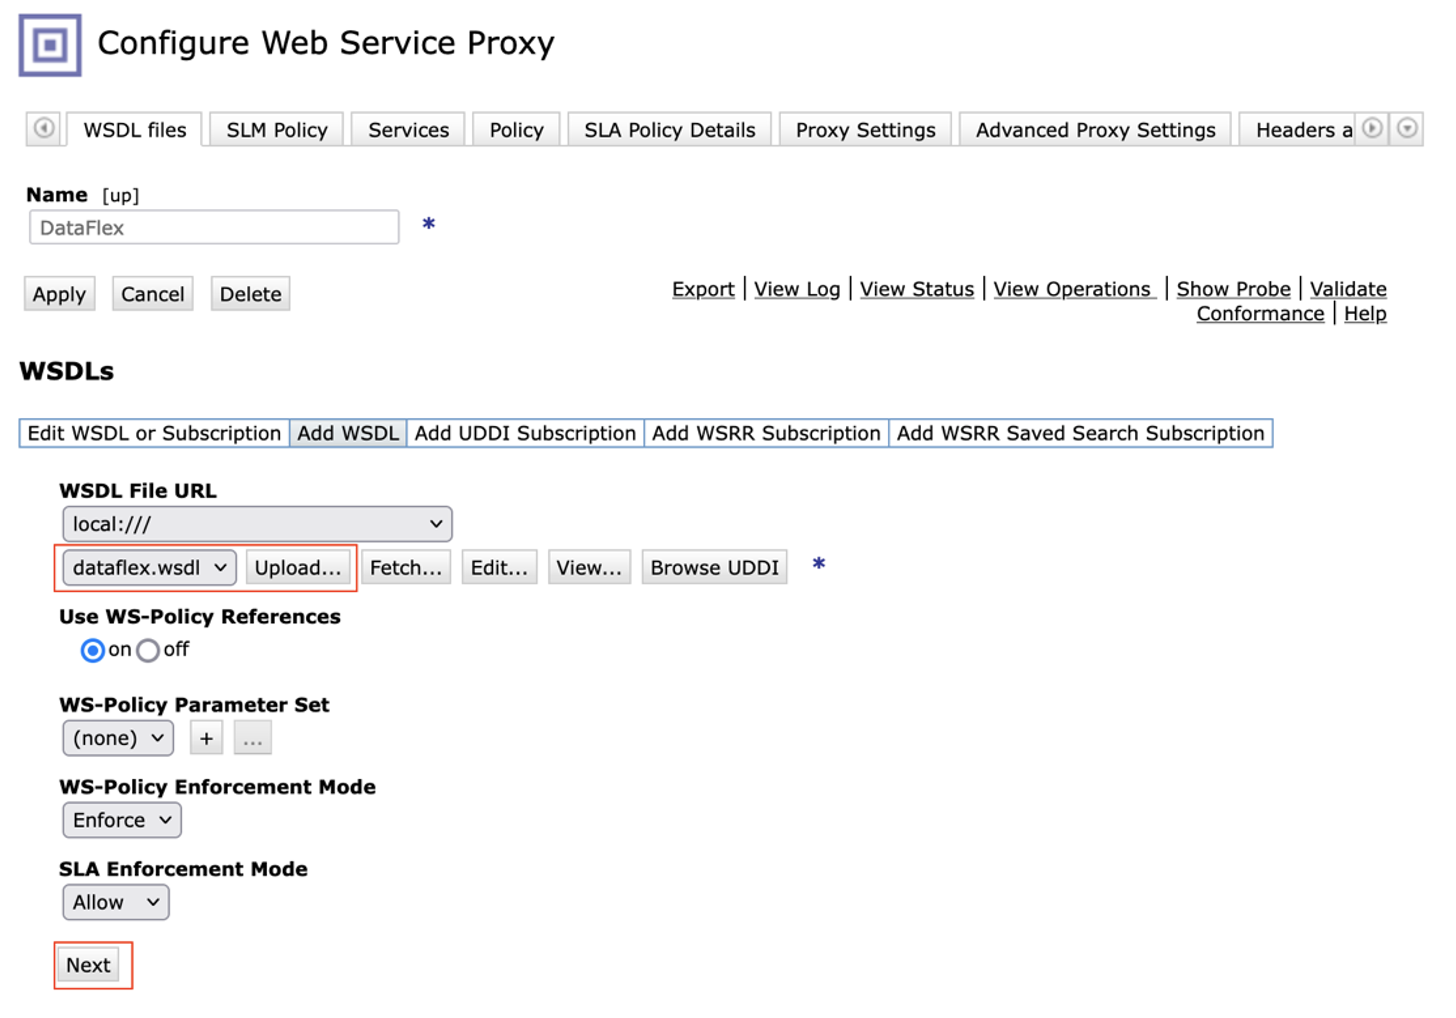 Configure Web Service Proxy
WSDL files SLM Policy Services Policy SLA Policy Details Proxy Settings Advanced Proxy Settings Headers a
Name [up]
DataFlex *
Apply Cancel Delete
Export | View Log | View Status | View Operations | Show Probe | Validate
Conformance | Help
WSDLs
Edit WSDL or Subscription Add WSDL Add UDDI Subscription Add WSRR Subscription Add WSRR Saved Search Subscription
WSDL File URL
local:///
dataflex.wsdl Upload... Fetch... Edit... View... Browse UDDI *
Use WS-Policy References
on off
WS-Policy Parameter Set
(none) + ...
WS-Policy Enforcement Mode
Enforce
SLA Enforcement Mode
Allow
Next